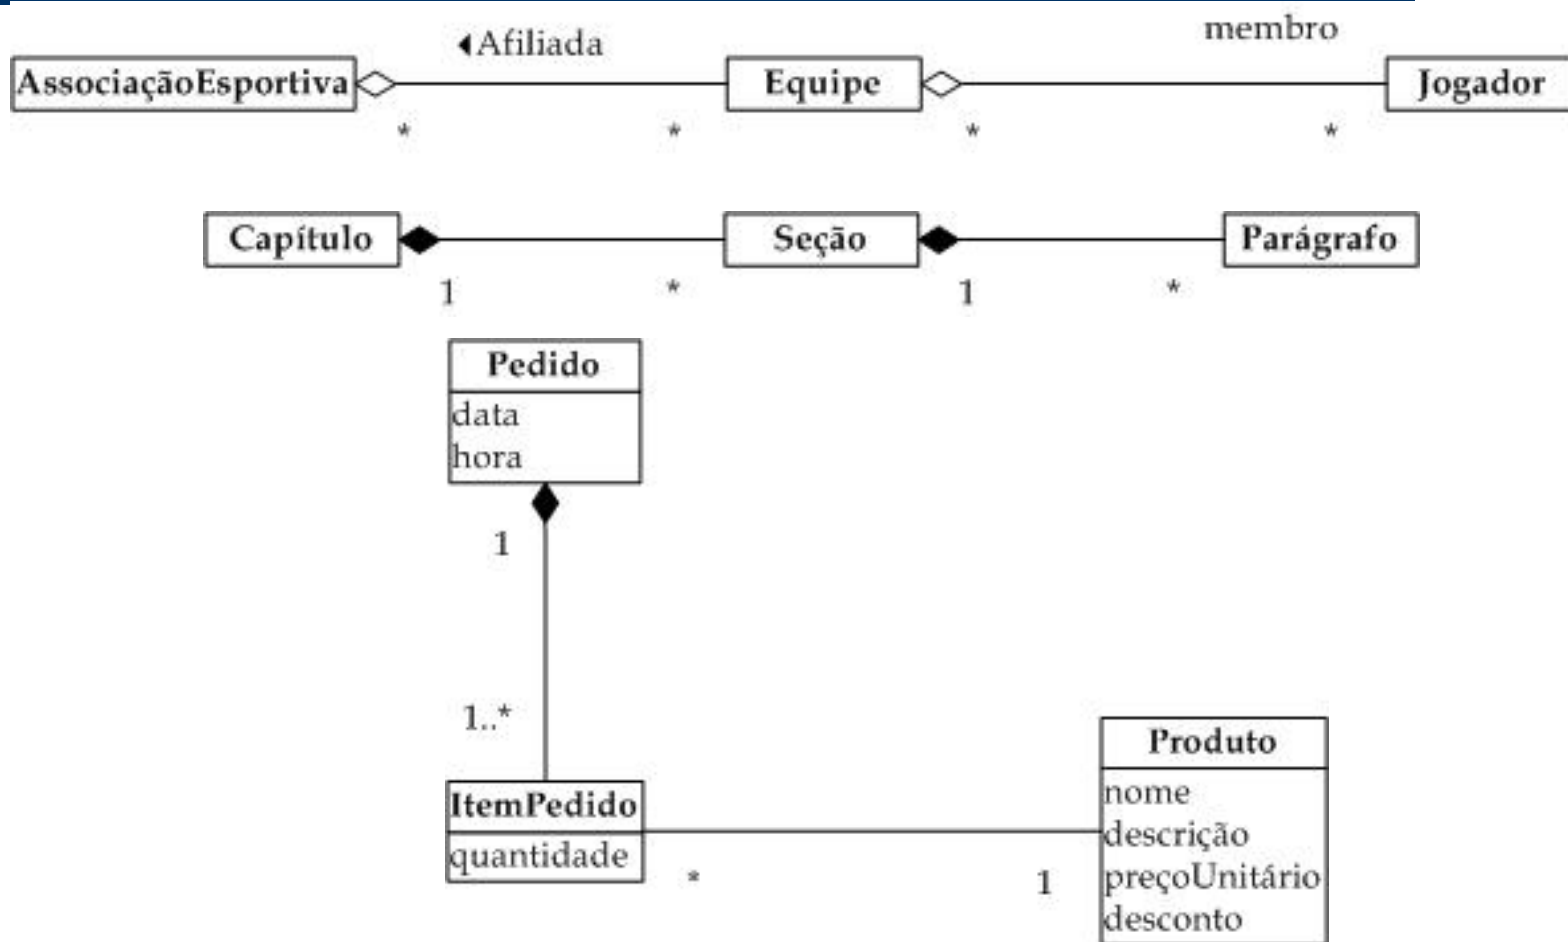 ◀Afiliada
membro
AssociaçãoEsportiva
Equipe
Jogador
* * * *
Capítulo
Seção
Parágrafo
1 * 1 *
Pedido
data
hora
1
1..*
ItemPedido
quantidade
* 1
Produto
nome
descrição
preçoUnitário
desconto